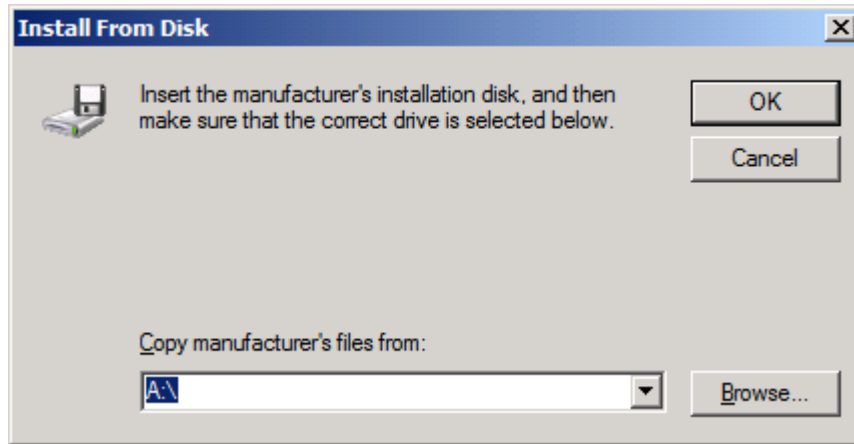 Install From Disk
Insert the manufacturer's installation disk, and then
make sure that the correct drive is selected below.
OK
Cancel
Copy manufacturer's files from:
A:\
Browse...